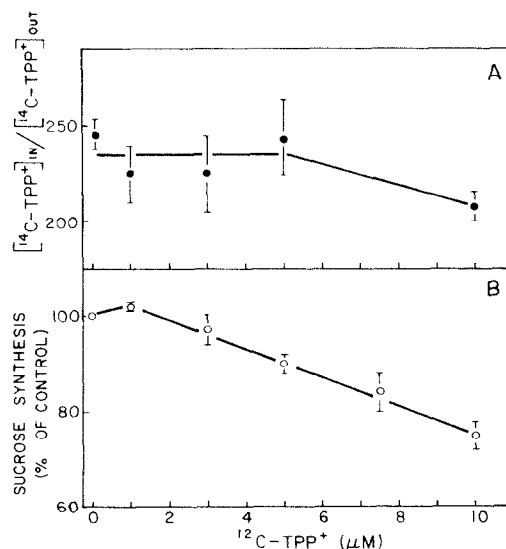 A
[¹⁴C-TPP⁺]IN / [¹⁴C-TPP⁺]OUT
250
200
B
SUCROSE SYNTHESIS
(% OF CONTROL)
100
80
60
0 2 4 6 8 10
¹²C-TPP⁺ (μM)